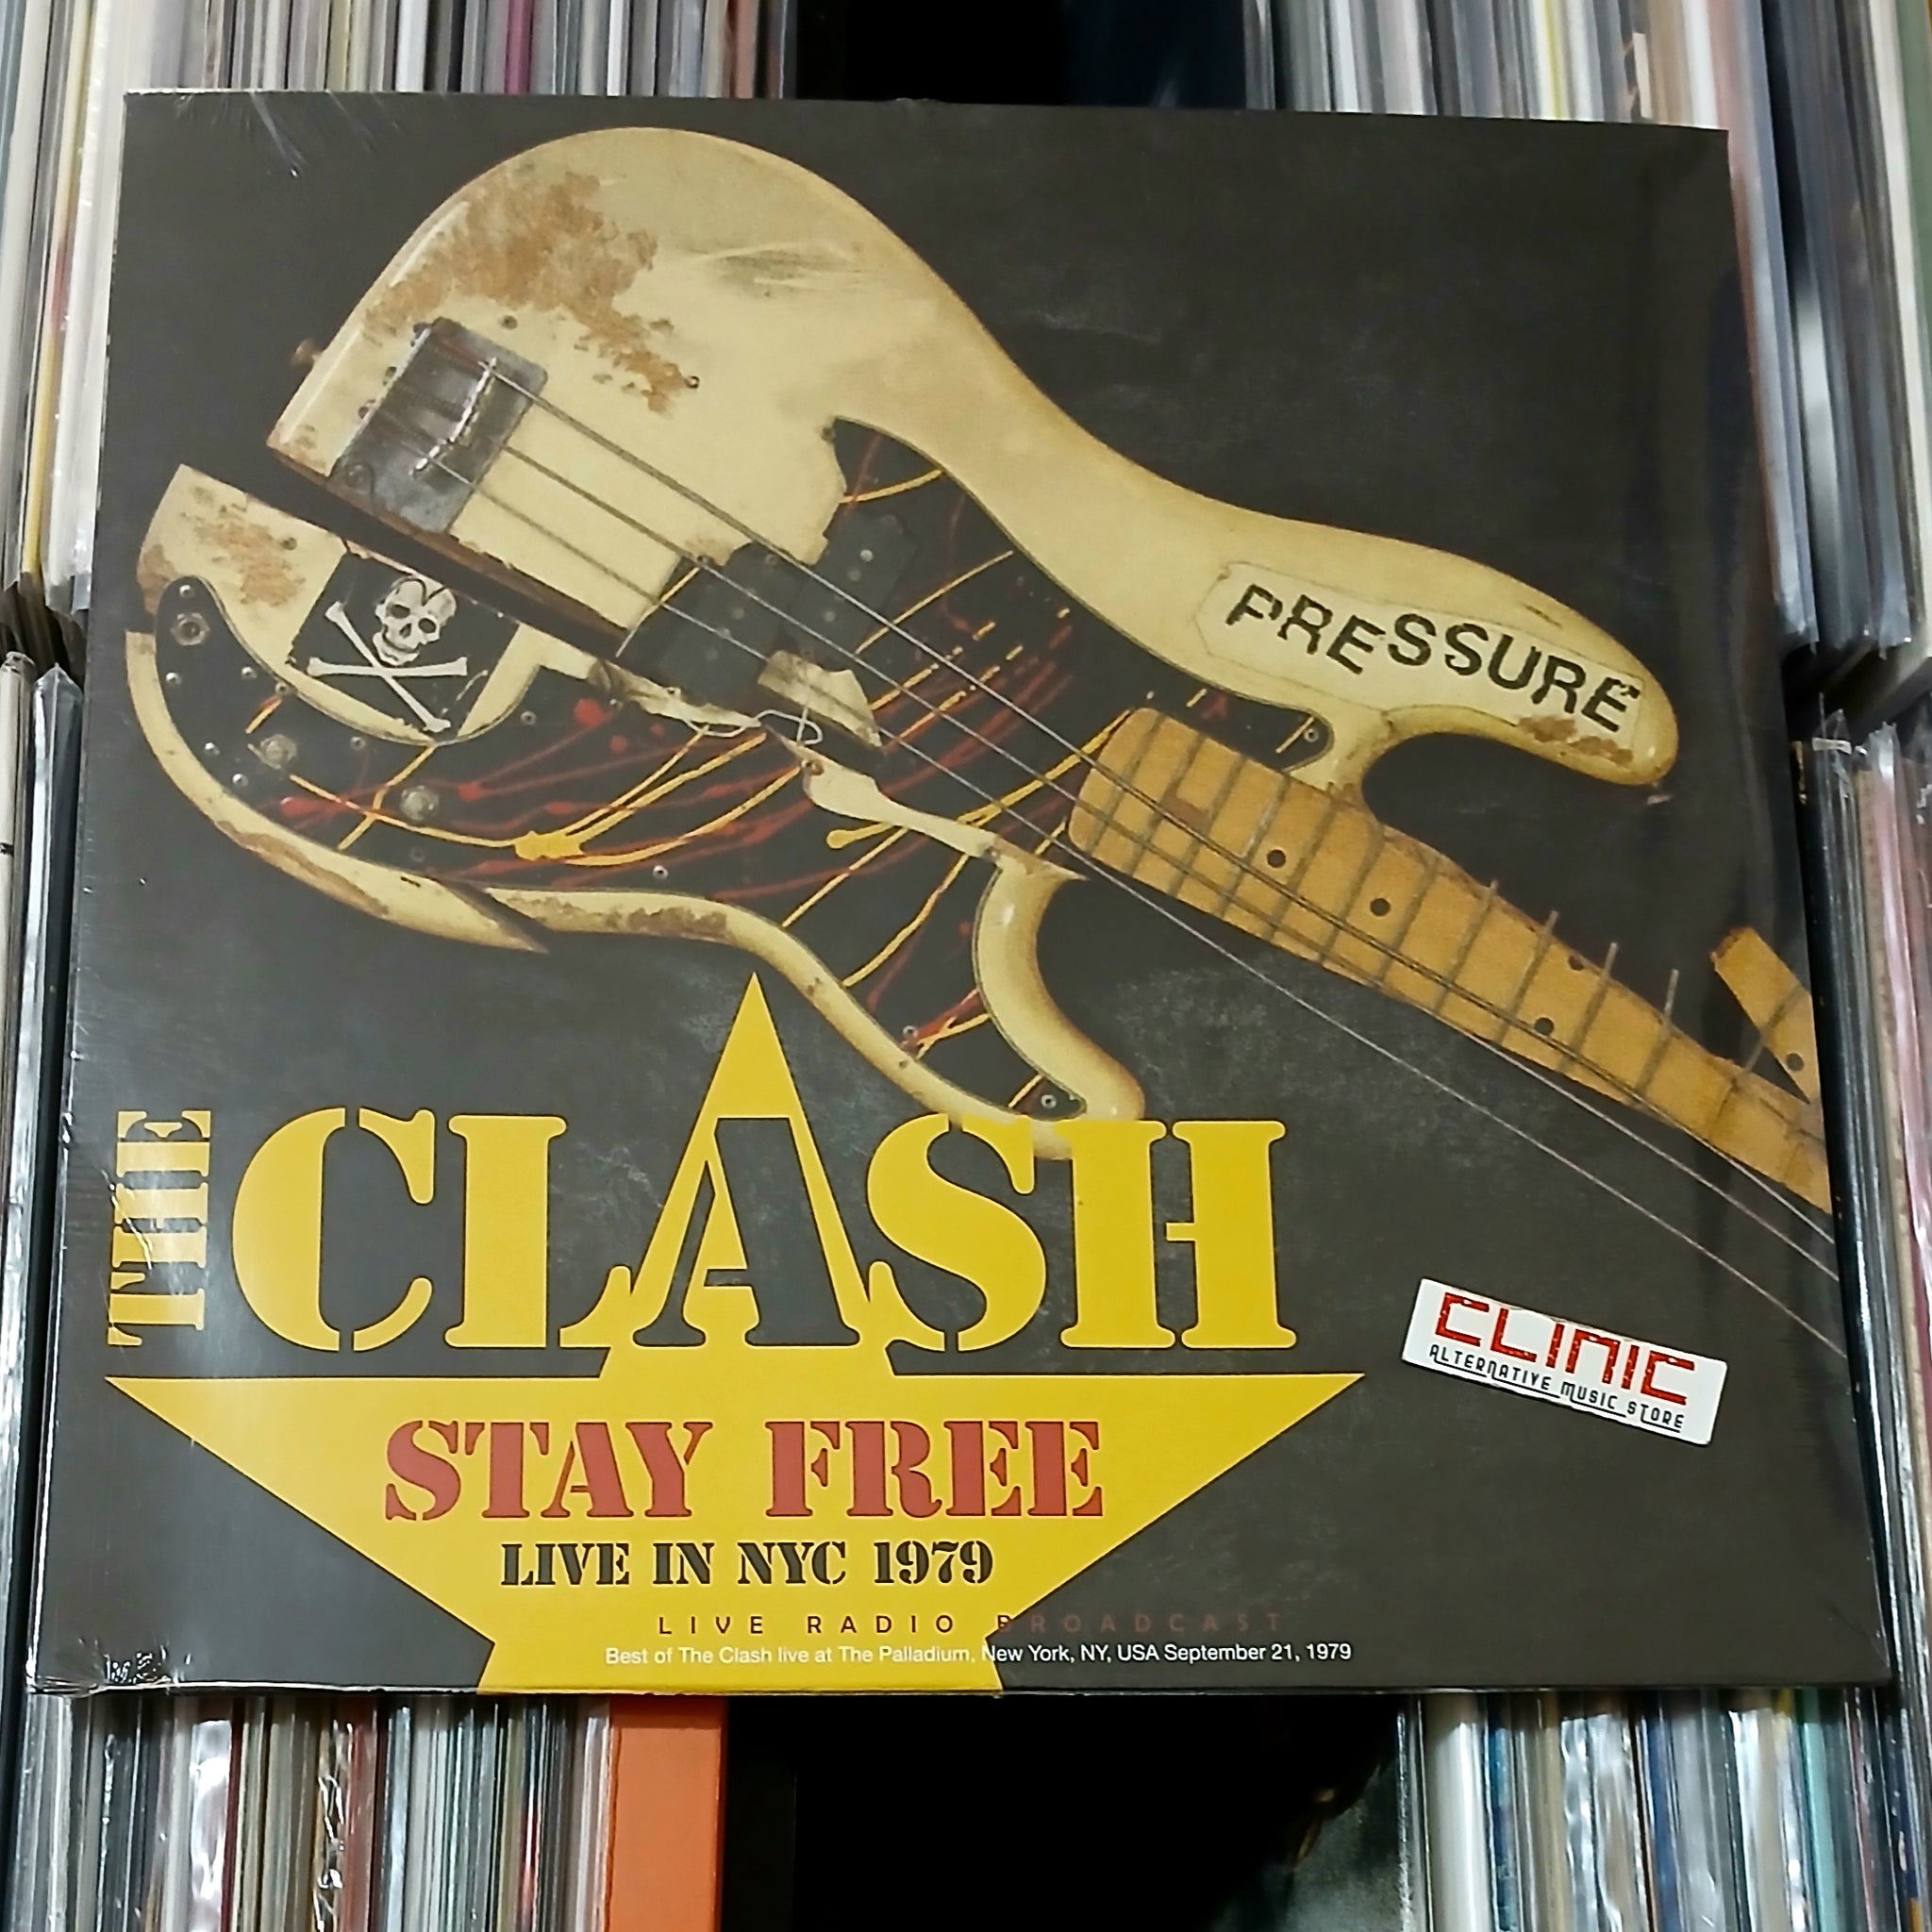 PRESSURE
THE CLASH
STAY FREE
LIVE IN NYC 1979
LIVE RADIO BROADCAST
Best of The Clash live at The Palladium, New York, NY, USA September 21, 1979
CLINIC
ALTERNATIVE MUSIC STORE